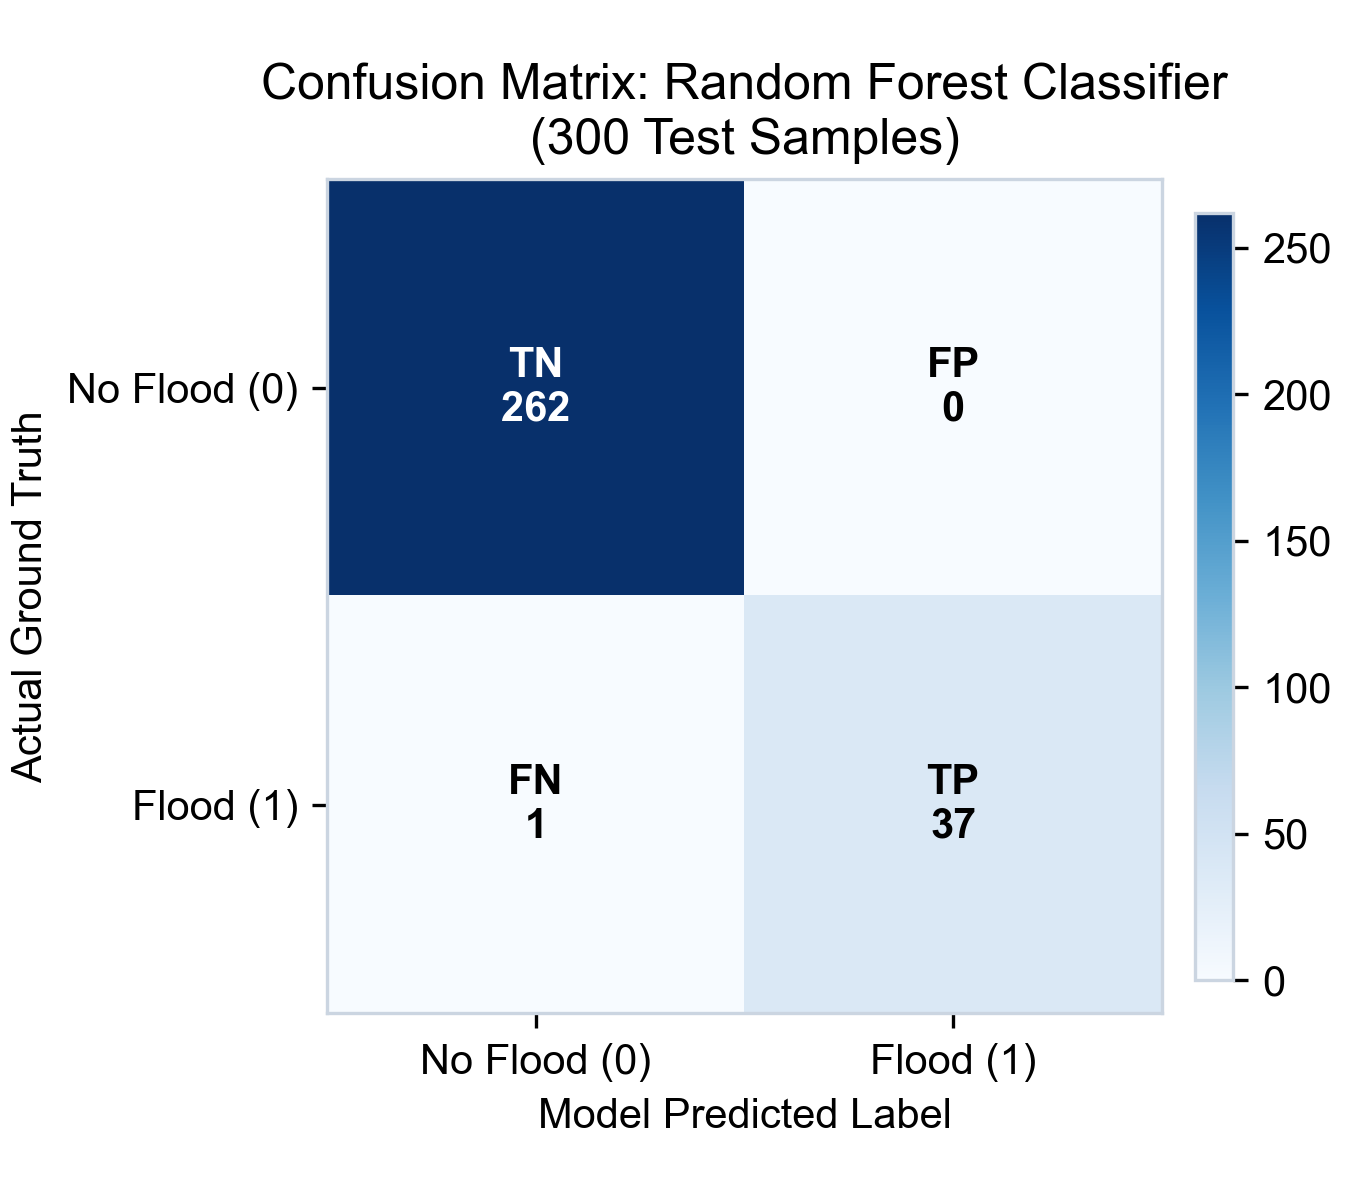 Confusion Matrix: Random Forest Classifier
(300 Test Samples)
Actual Ground Truth
No Flood (0)
Flood (1)
TN
262
FP
0
FN
1
TP
37
No Flood (0)
Flood (1)
Model Predicted Label
250
200
150
100
50
0